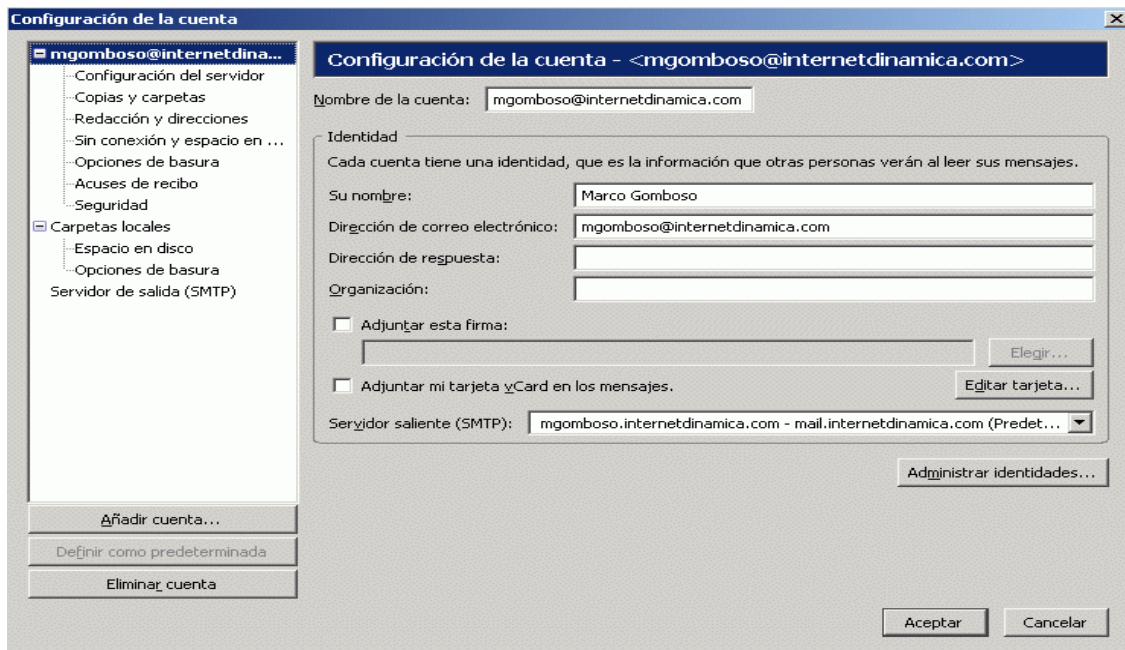 Configuración de la cuenta
mgomboso@internetdina...
Configuración del servidor
Copias y carpetas
Redacción y direcciones
Sin conexión y espacio en ...
Opciones de basura
Acuses de recibo
Seguridad
Carpetas locales
Espacio en disco
Opciones de basura
Servidor de salida (SMTP)
Añadir cuenta...
Definir como predeterminada
Eliminar cuenta
Configuración de la cuenta - <mgomboso@internetdinamica.com>
Nombre de la cuenta: mgomboso@internetdinamica.com
Identidad
Cada cuenta tiene una identidad, que es la información que otras personas verán al leer sus mensajes.
Su nombre: Marco Gomboso
Dirección de correo electrónico: mgomboso@internetdinamica.com
Dirección de respuesta:
Organización:
Adjuntar esta firma:
Elegir...
Adjuntar mi tarjeta vCard en los mensajes. Editar tarjeta...
Servidor saliente (SMTP): mgomboso.internetdinamica.com - mail.internetdinamica.com (Predet...
Administrar identidades...
Aceptar Cancelar